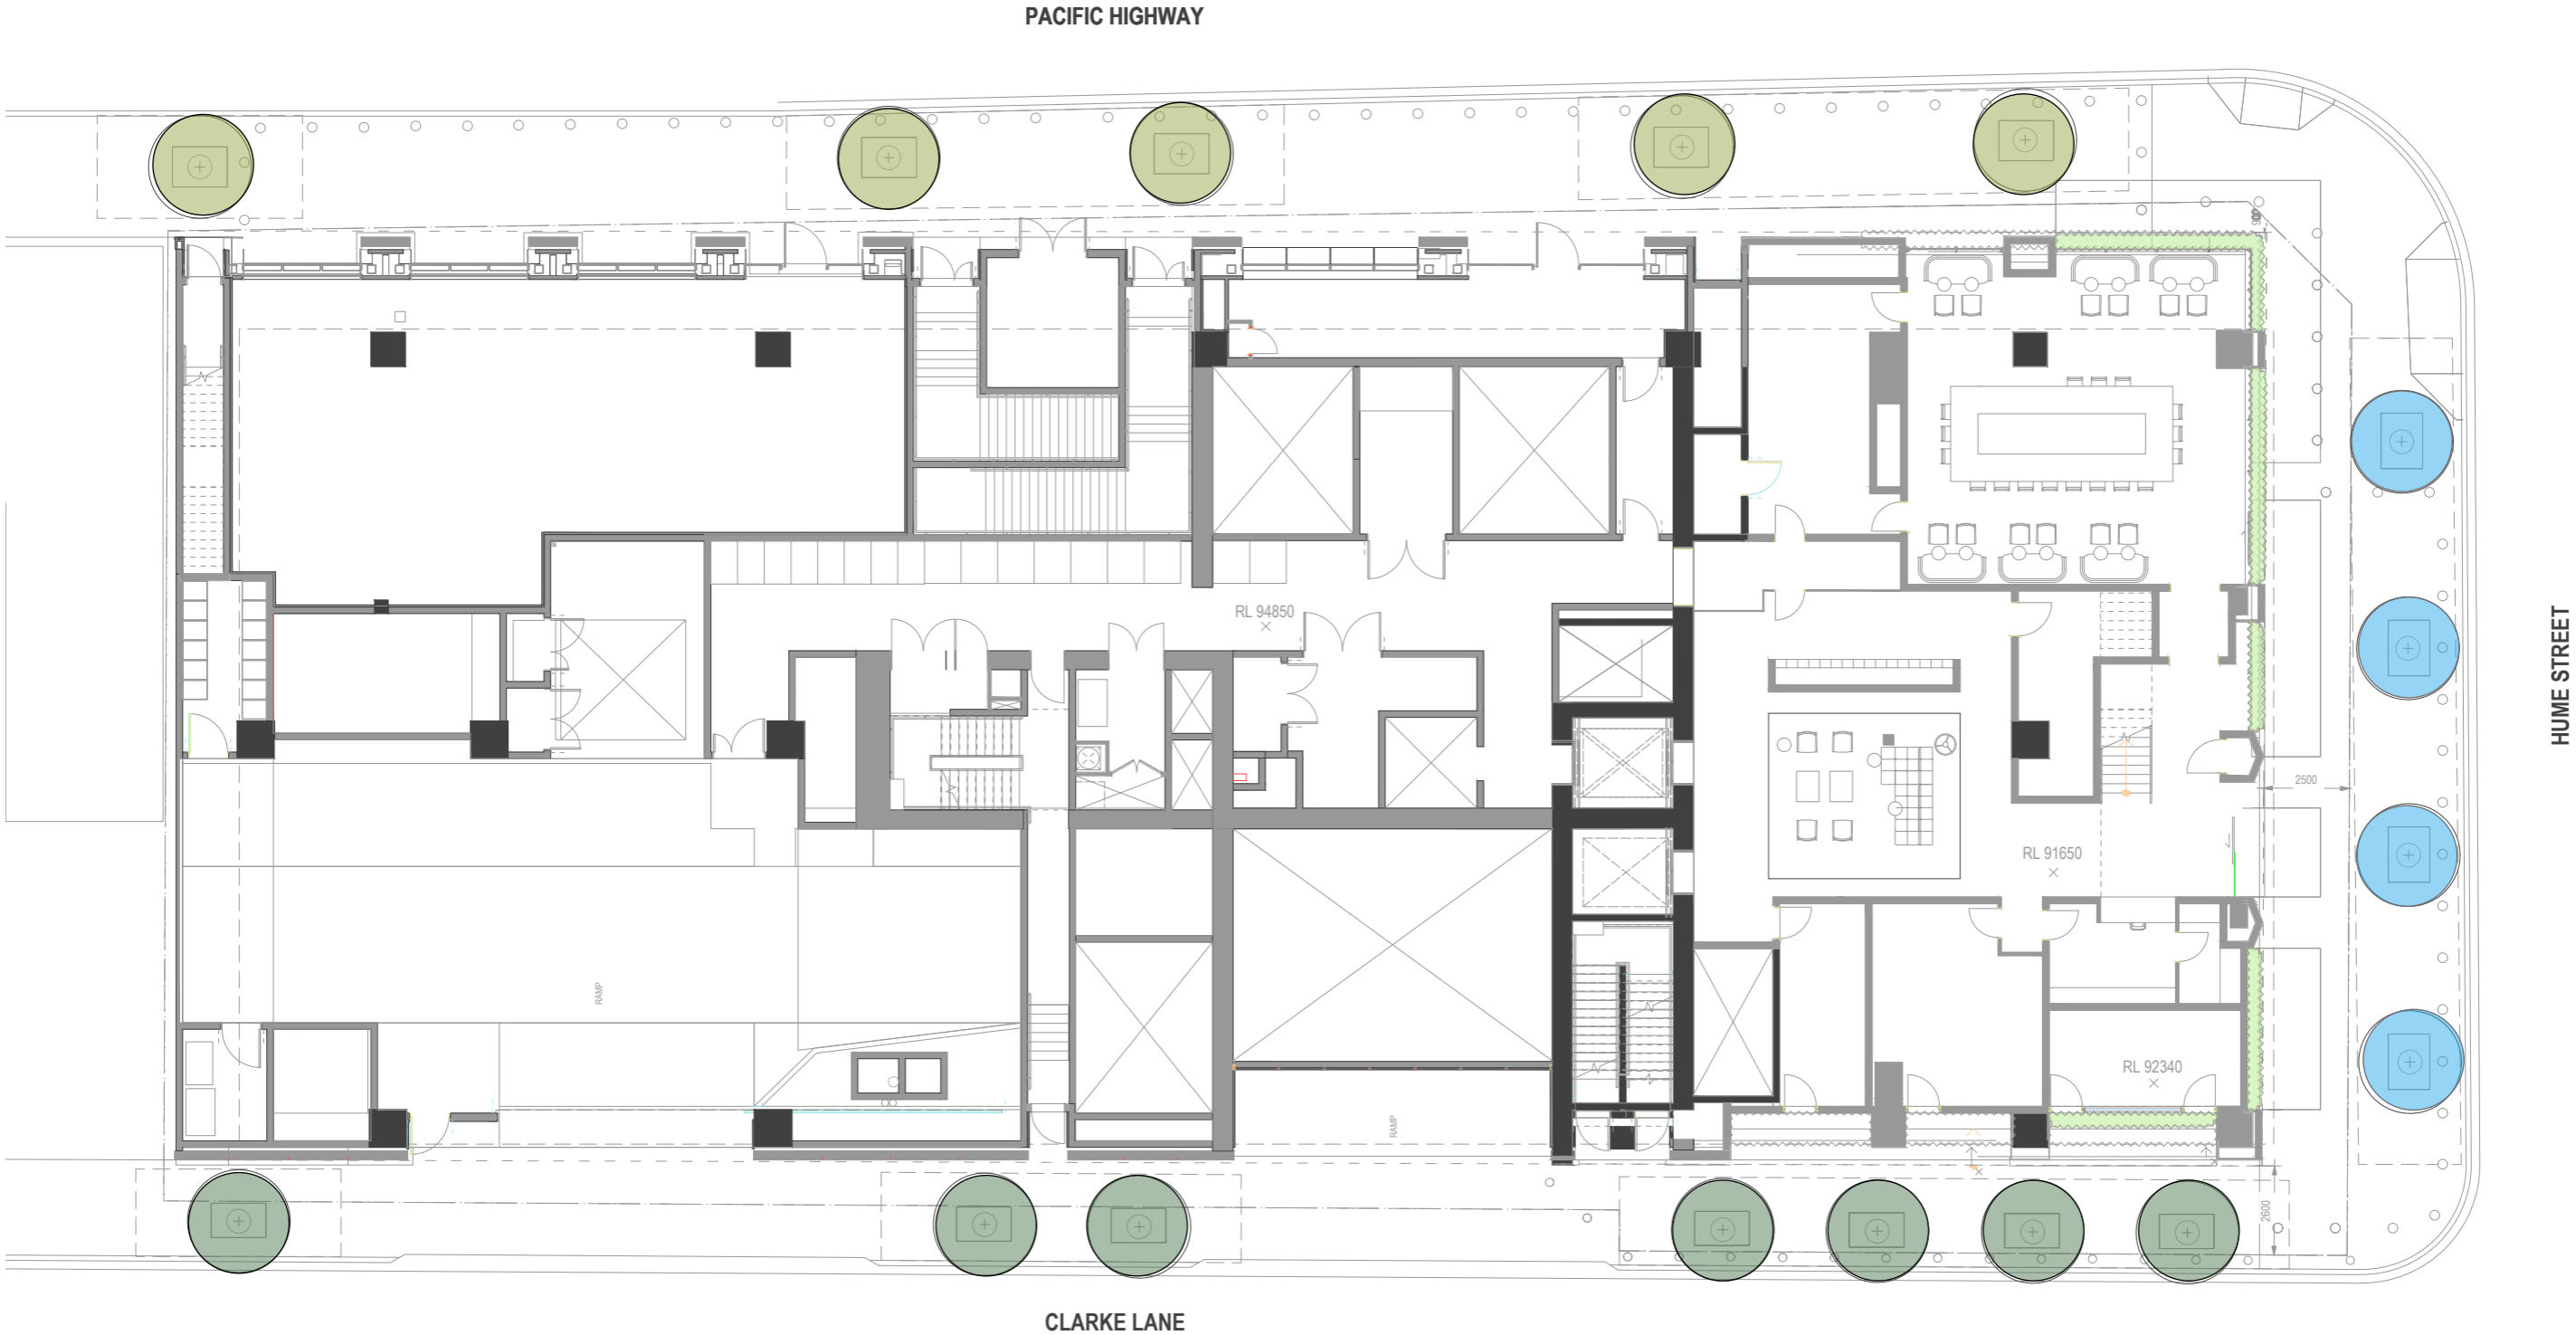 PACIFIC HIGHWAY
RL 94850
HUME STREET
2500
RL 91650
RAMP
RL 92340
RAMP
2600
CLARKE LANE